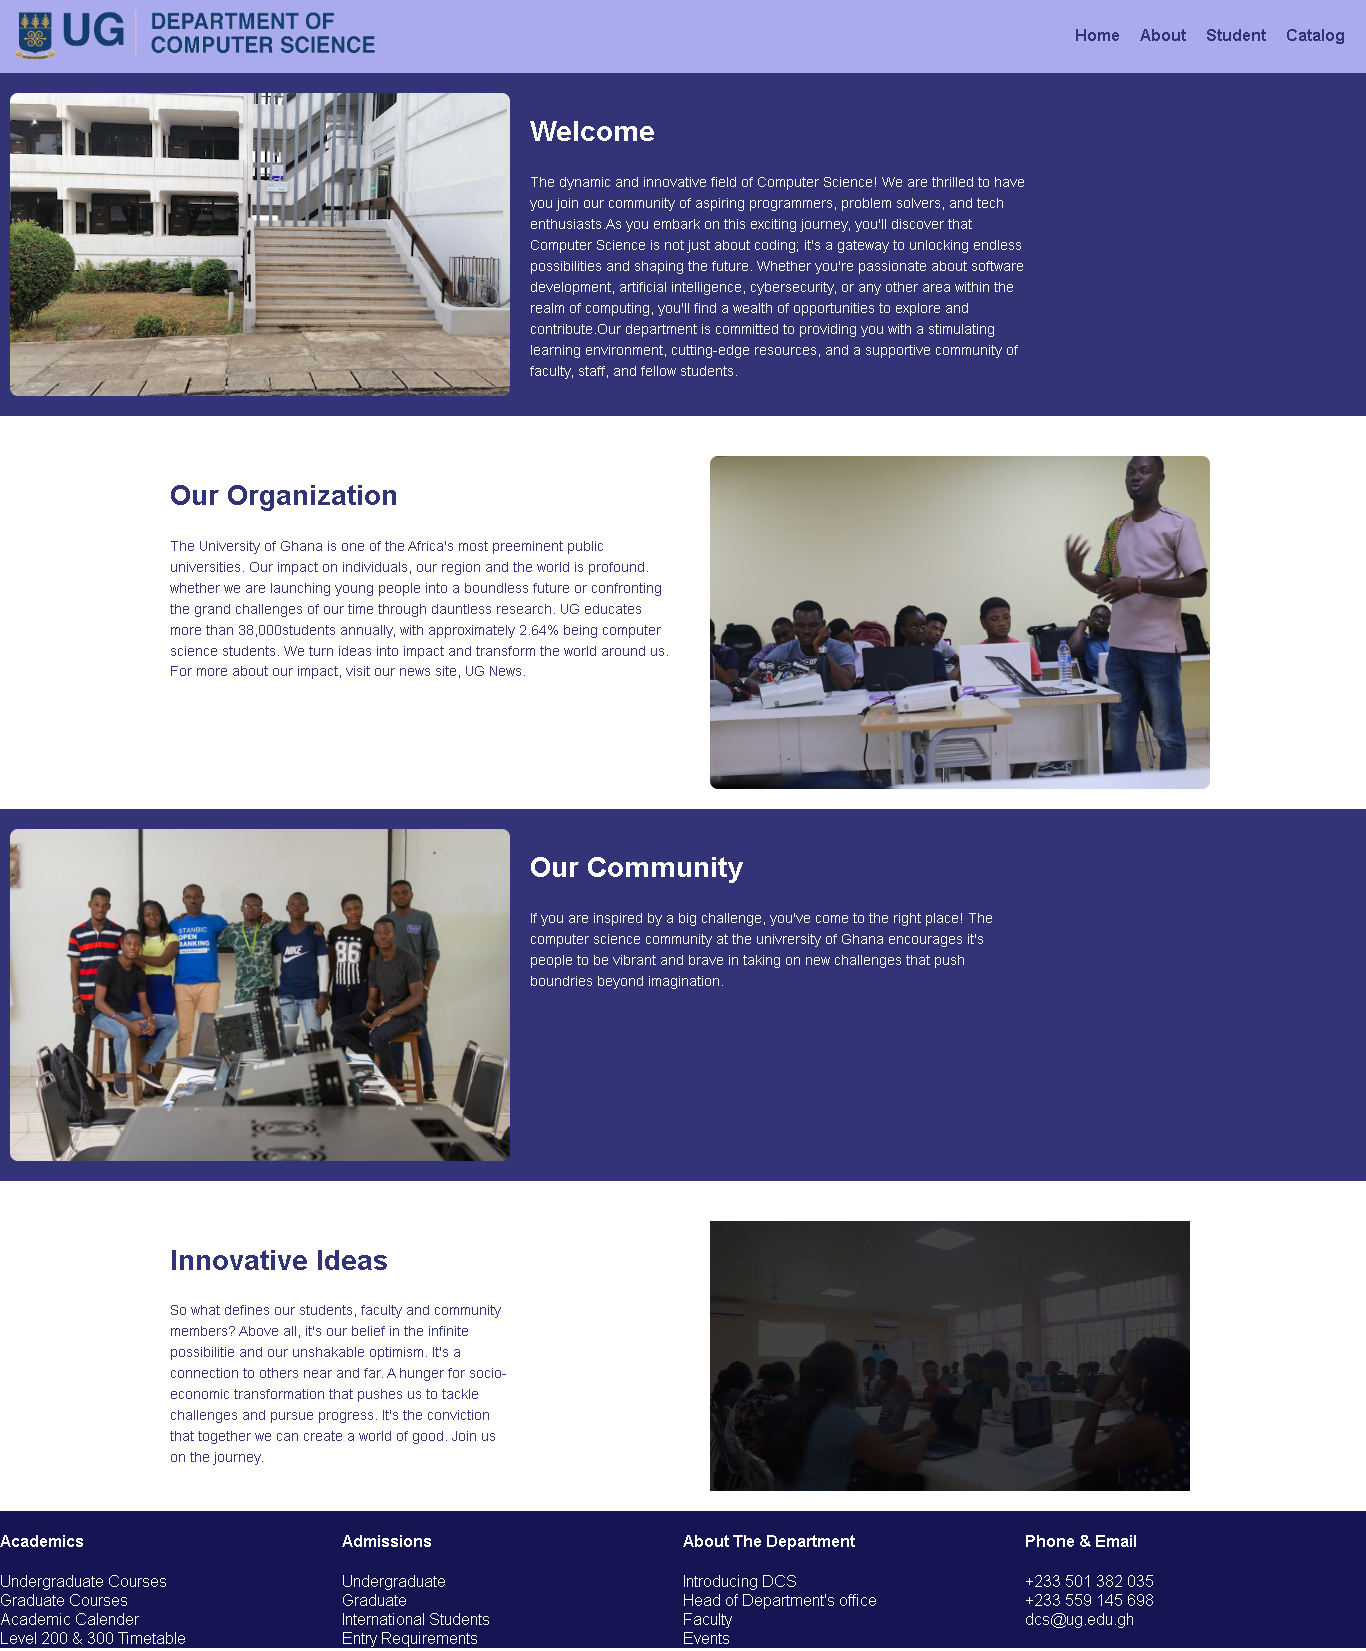 UG DEPARTMENT OF
COMPUTER SCIENCE
Home About Student Catalog
Welcome
The dynamic and innovative field of Computer Science! We are thrilled to have
you join our community of aspiring programmers, problem solvers, and tech
enthusiasts.As you embark on this exciting journey, you'll discover that
Computer Science is not just about coding; it's a gateway to unlocking endless
possibilities and shaping the future. Whether you're passionate about software
development, artificial intelligence, cybersecurity, or any other area within the
realm of computing, you'll find a wealth of opportunities to explore and
contribute.Our department is committed to providing you with a stimulating
learning environment, cutting-edge resources, and a supportive community of
faculty, staff, and fellow students.
Our Organization
The University of Ghana is one of the Africa's most preeminent public
universities. Our impact on individuals, our region and the world is profound.
whether we are launching young people into a boundless future or confronting
the grand challenges of our time through dauntless research. UG educates
more than 38,000students annually, with approximately 2.64% being computer
science students. We turn ideas into impact and transform the world around us.
For more about our impact, visit our news site, UG News.
STANBIC
OPEN
BANKING
NIKE
86
Our Community
If you are inspired by a big challenge, you've come to the right place! The
computer science community at the univrersity of Ghana encourages it's
people to be vibrant and brave in taking on new challenges that push
boundries beyond imagination.
Innovative Ideas
So what defines our students, faculty and community
members? Above all, it's our belief in the infinite
possibilitie and our unshakable optimism. It's a
connection to others near and far. A hunger for socio-
economic transformation that pushes us to tackle
challenges and pursue progress. It's the conviction
that together we can create a world of good. Join us
on the journey.
Academics
Undergraduate Courses
Graduate Courses
Academic Calender
Level 200 & 300 Timetable
Admissions
Undergraduate
Graduate
International Students
Entry Requirements
About The Department
Introducing DCS
Head of Department's office
Faculty
Events
Phone & Email
+233 501 382 035
+233 559 145 698
dcs@ug.edu.gh